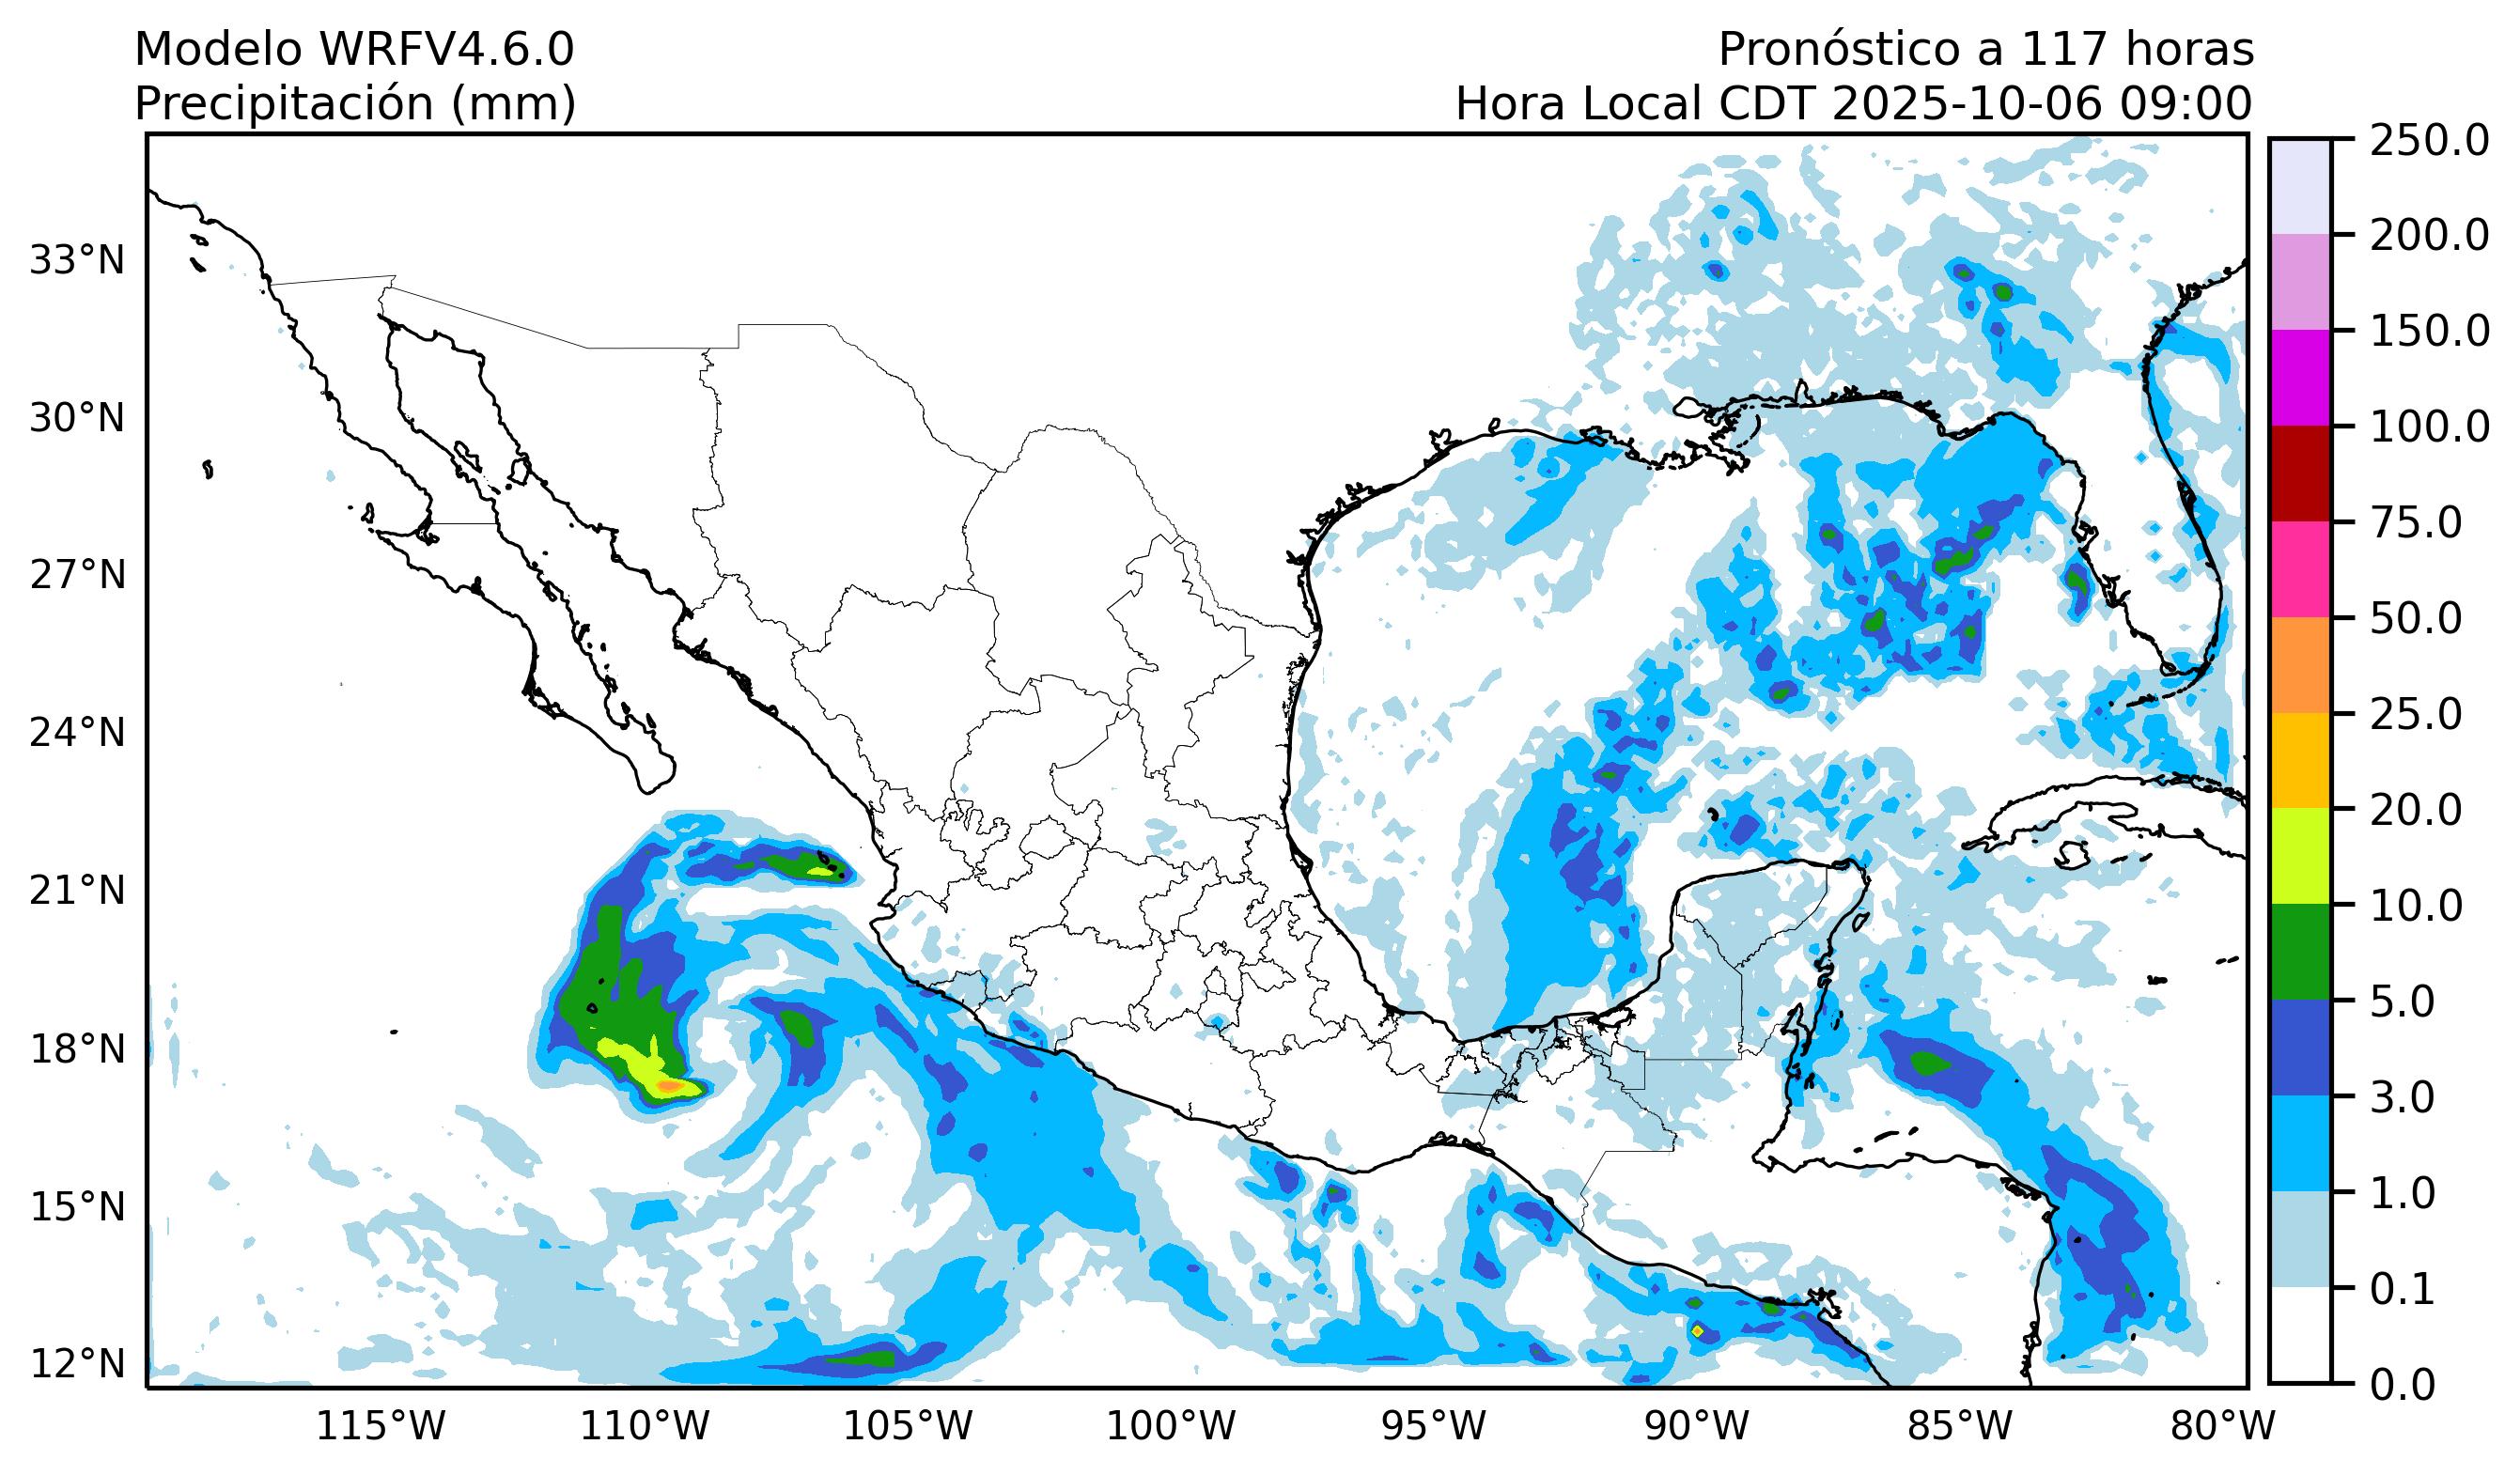 Modelo WRFV4.6.0
Precipitación (mm)
Pronóstico a 117 horas
Hora Local CDT 2025-10-06 09:00
33°N
30°N
27°N
24°N
21°N
18°N
15°N
12°N
115°W
110°W
105°W
100°W
95°W
90°W
85°W
80°W
250.0
200.0
150.0
100.0
75.0
50.0
25.0
20.0
10.0
5.0
3.0
1.0
0.1
0.0